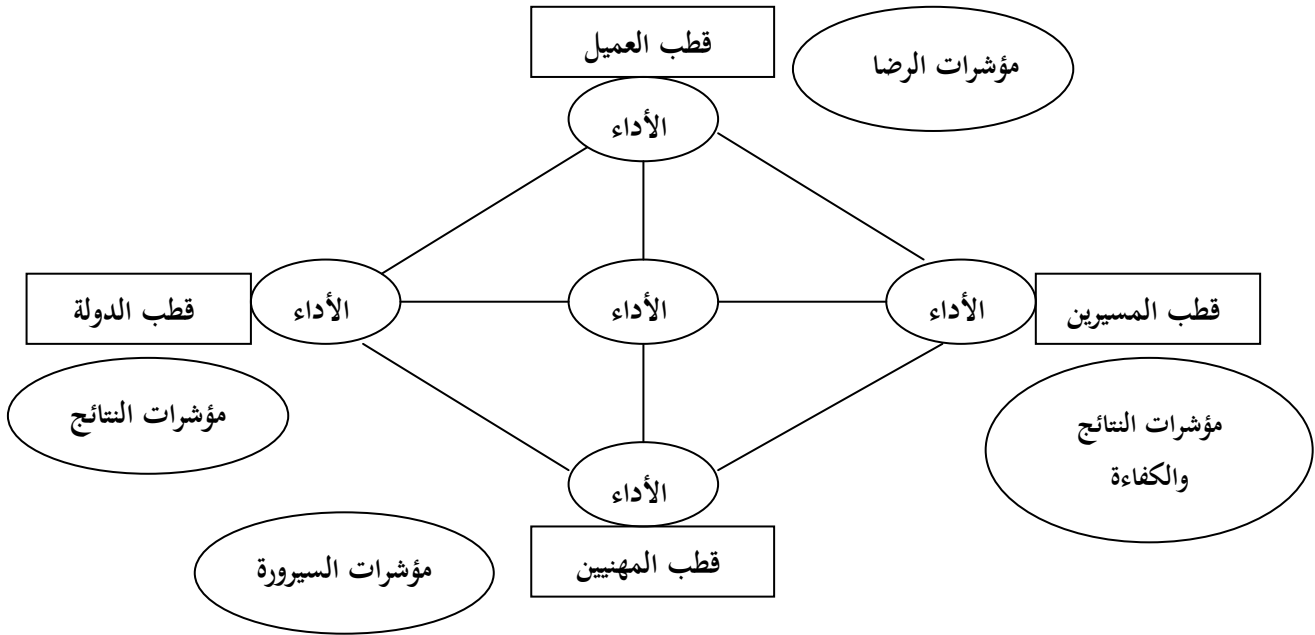 قطب العميل
مؤشرات الرضا
الأداء
قطب المسيرين
الأداء
الأداء
الأداء
قطب الدولة
مؤشرات النتائج
والكفاءة
مؤشرات النتائج
الأداء
قطب المهنيين
مؤشرات السيرورة